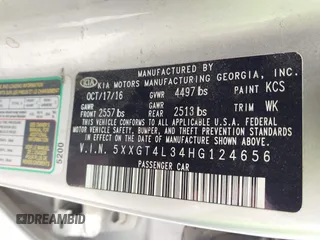 MANUFACTURED BY
KIA KIA MOTORS MANUFACTURING GEORGIA, INC.
OCT/17/16 GVWR 4497 lbs PAINT KCS
GAWR FRONT 2557 lbs GAWR REAR 2513 lbs TRIM WK
THIS VEHICLE CONFORMS TO ALL APPLICABLE U.S.A. FEDERAL
MOTOR VEHICLE SAFETY, BUMPER, AND THEFT PREVENTION
STANDARDS IN EFFECT ON THE DATE OF MANUFACTURE SHOWN ABOVE.
V.I.N. 5XXGT4L34HG124656
PASSENGER CAR
5200
DREAMBID